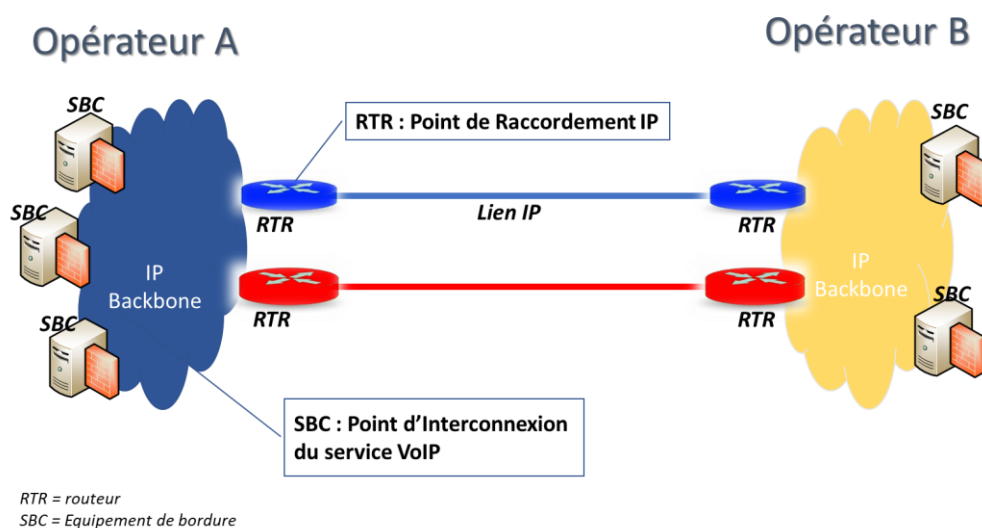 Opérateur A
Opérateur B
SBC
SBC
RTR : Point de Raccordement IP
SBC
RTR
Lien IP
RTR
IP
Backbone
IP
Backbone
SBC
SBC
RTR
RTR
SBC : Point d'Interconnexion
du service VoIP
RTR = routeur
SBC = Equipement de bordure